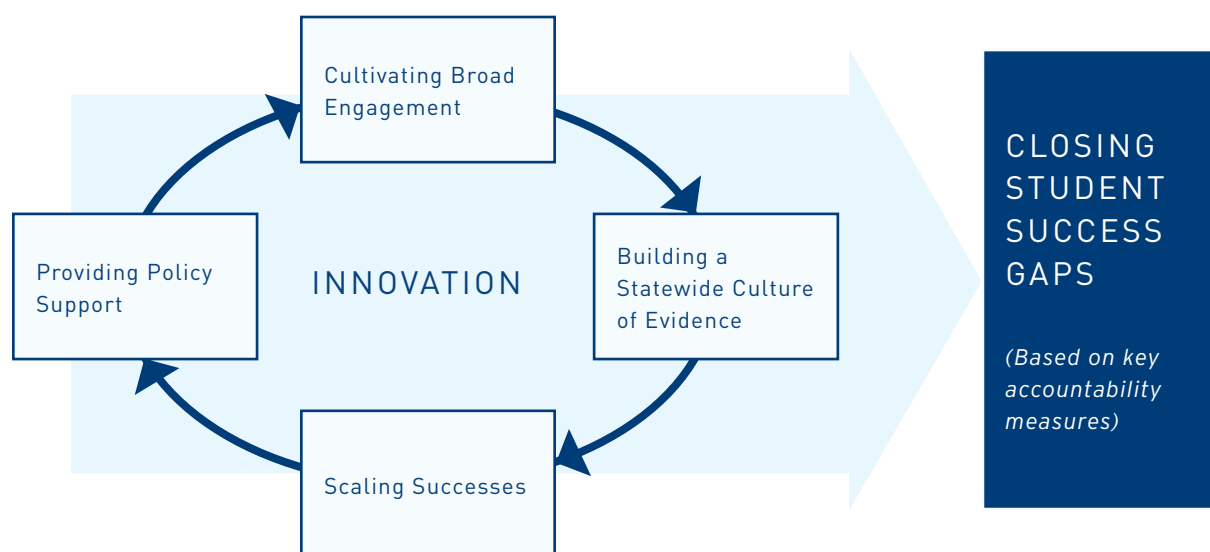 Cultivating Broad
Engagement
Providing Policy
Support
INNOVATION
Building a
Statewide Culture
of Evidence
Scaling Successes
CLOSING
STUDENT
SUCCESS
GAPS
(Based on key
accountability
measures)